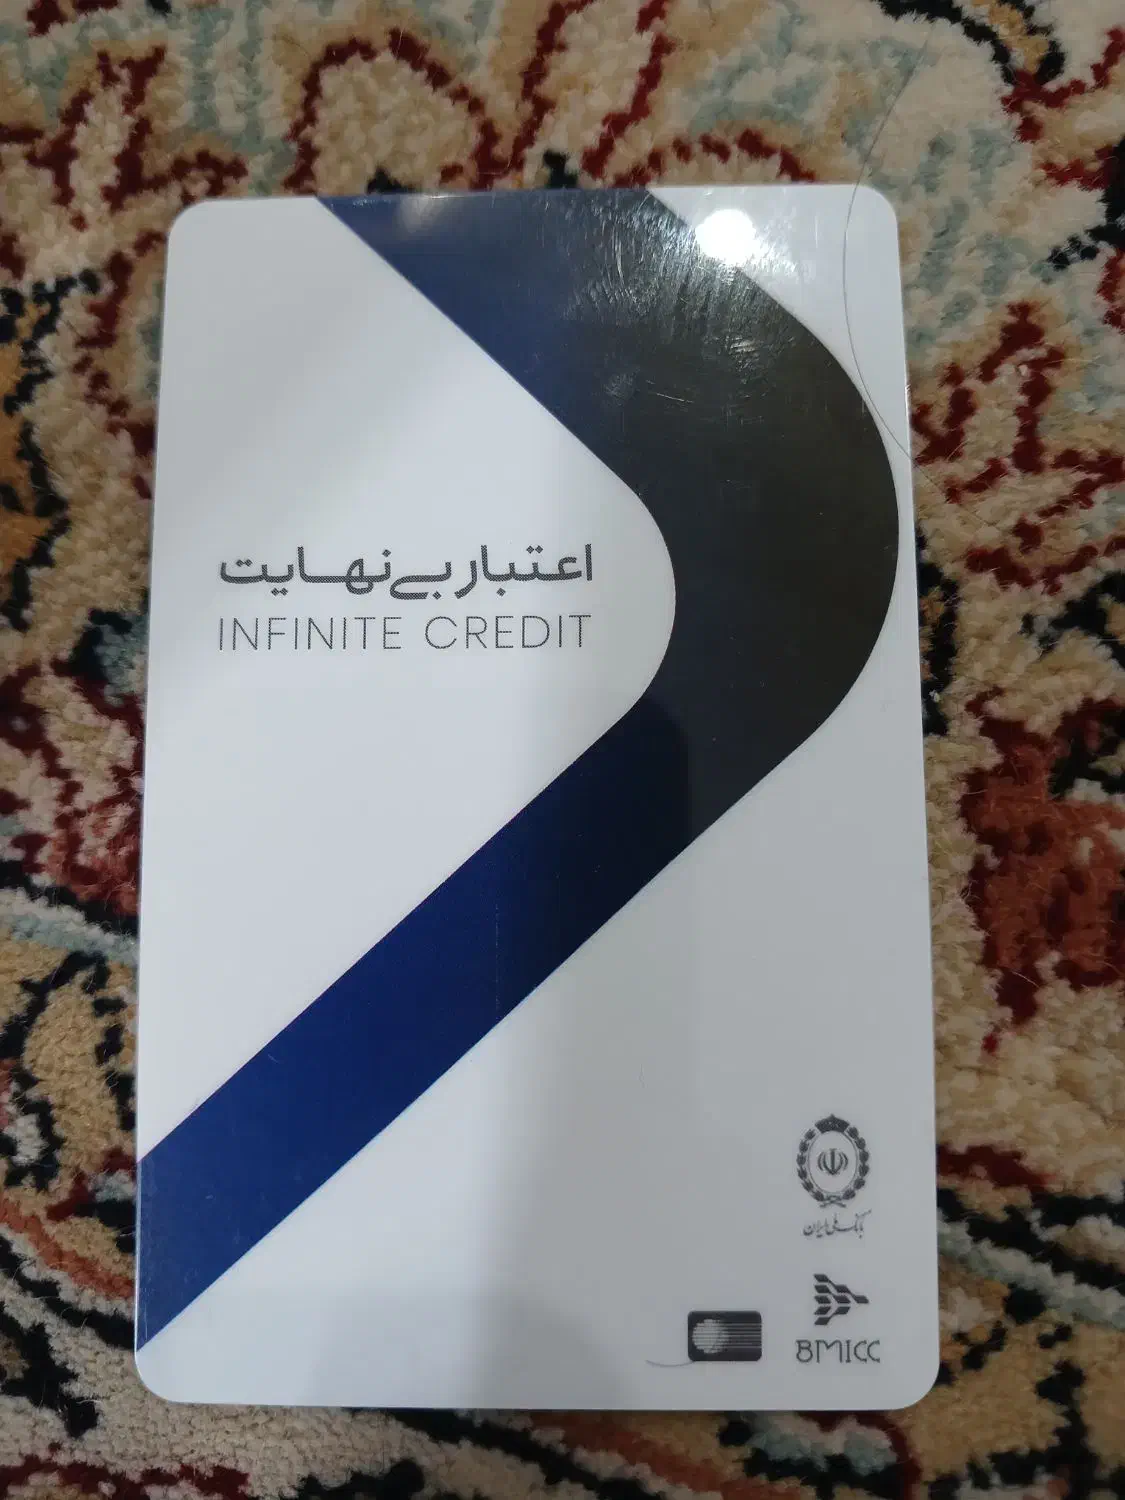 اعتبار بی‌نهایت
INFINITE CREDIT
بانک ملی ایران
BMICC